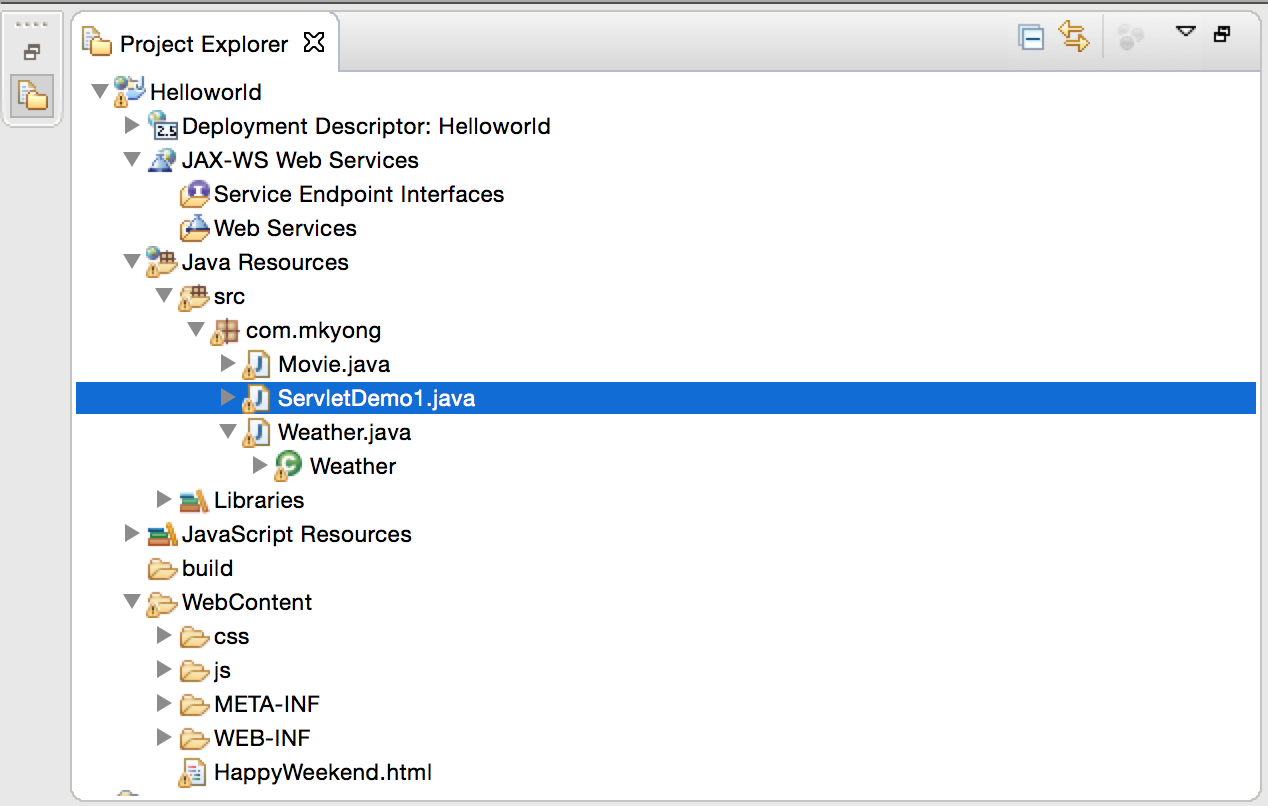 Project Explorer
Helloworld
2.5 Deployment Descriptor: Helloworld
JAX-WS Web Services
Service Endpoint Interfaces
Web Services
Java Resources
src
com.mkyong
Movie.java
ServletDemo1.java
Weather.java
Weather
Libraries
JavaScript Resources
build
WebContent
css
js
META-INF
WEB-INF
HappyWeekend.html